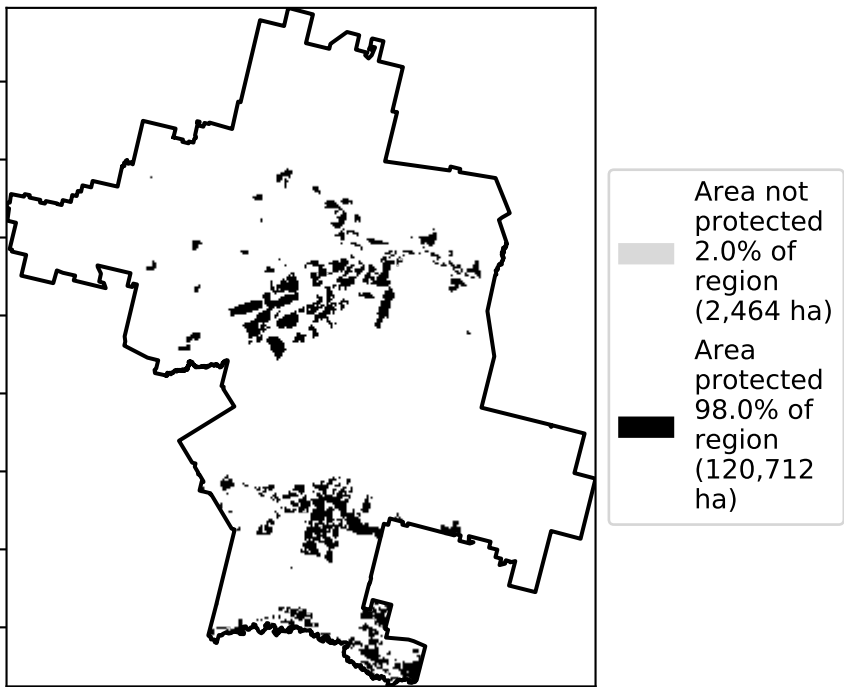 Area not
protected
2.0% of
region
(2,464 ha)
Area
protected
98.0% of
region
(120,712
ha)